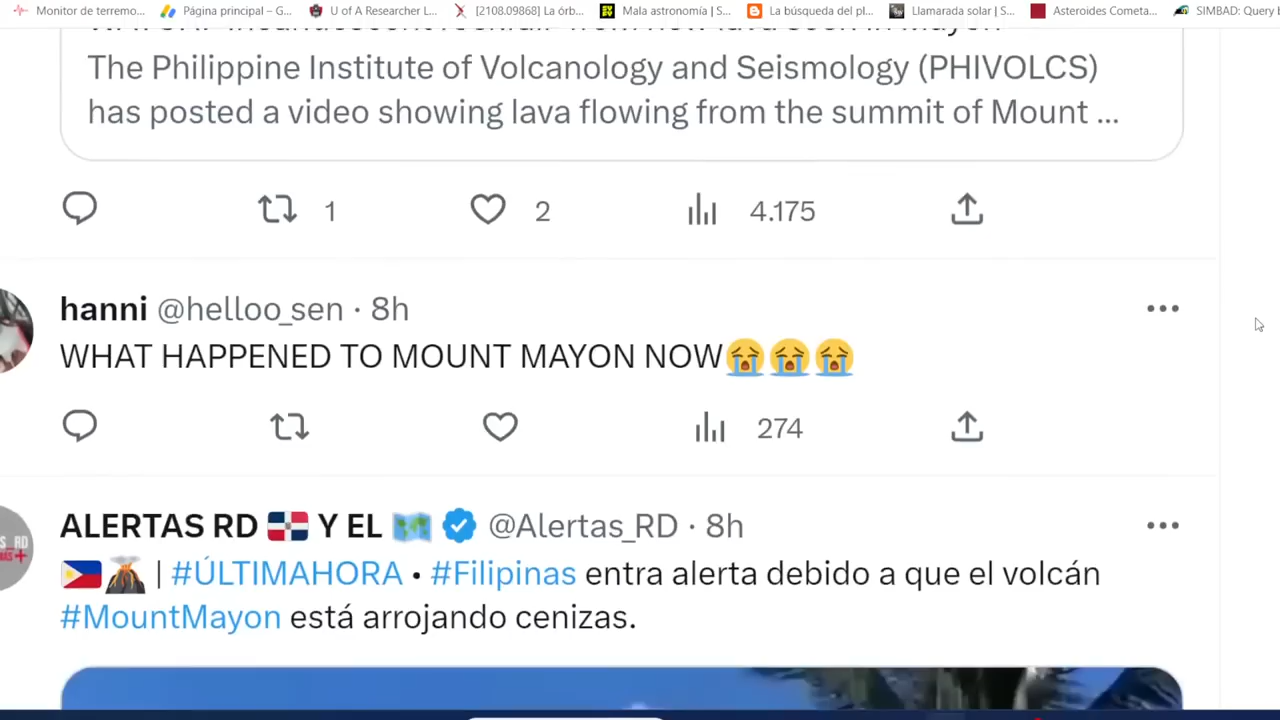 Monitor de terremo... Página principal – G... U of A Researcher L... [2108.09868] La órb... Mala astronomía | S... La búsqueda del pl... Llamarada solar | S... Asteroides Cometa... SIMBAD: Query
The Philippine Institute of Volcanology and Seismology (PHIVOLCS)
has posted a video showing lava flowing from the summit of Mount ...
1 2 4.175
hanni @helloo_sen · 8h
WHAT HAPPENED TO MOUNT MAYON NOW😭😭😭
274
ALERTAS RD 🇩🇴 Y EL 🗺️ @Alertas_RD · 8h
🇵🇭🌋 | #ÚLTIMAHORA • #Filipinas entra alerta debido a que el volcán
#MountMayon está arrojando cenizas.